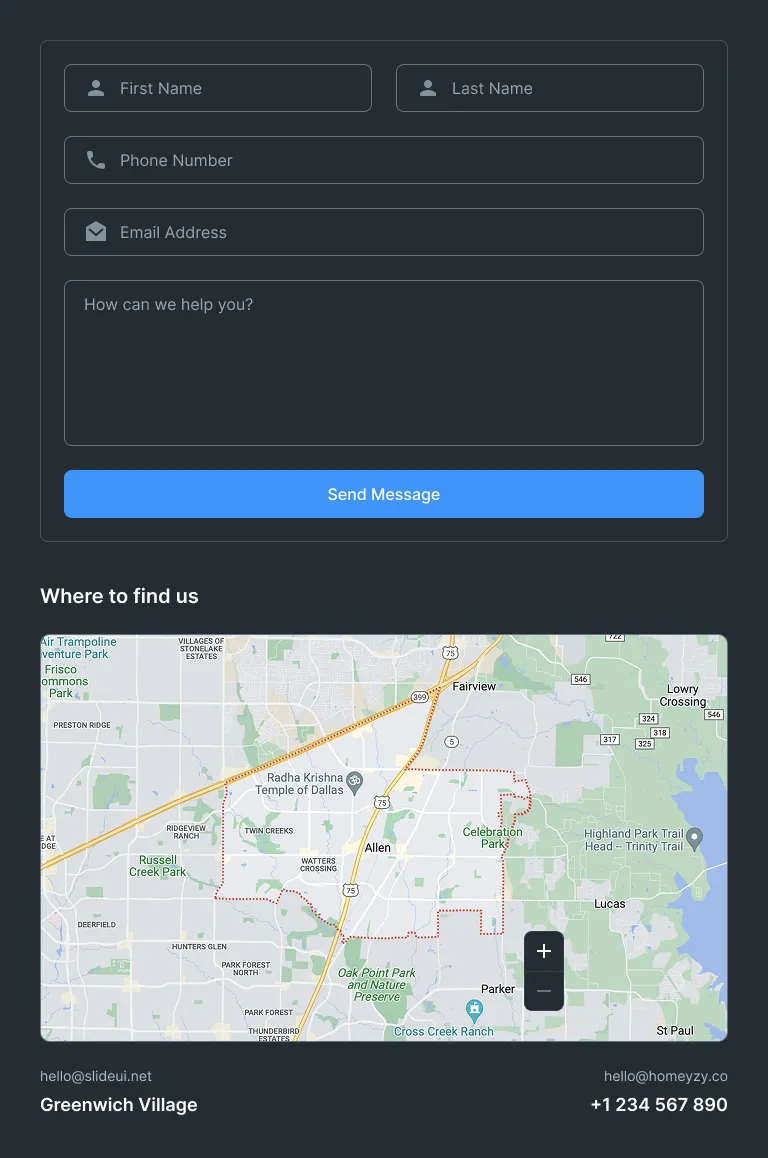 First Name
Last Name
Phone Number
Email Address
How can we help you?
Send Message
Where to find us
Air Trampoline
venture Park
VILLAGES OF
STONELAKE
ESTATES
722
75
Frisco
ommons
Park
546
399
Fairview
Lowry
Crossing
546
324
PRESTON RIDGE
318
317
325
5
Radha Krishna
Temple of Dallas
75
RIDGEVIEW
RANCH
TWIN CREEKS
Celebration
Park
Highland Park Trail
Head – Trinity Trail
E AT
DGE
Allen
Russell
Creek Park
WATTERS
CROSSING
75
Lucas
DEERFIELD
HUNTERS GLEN
+
PARK FOREST
NORTH
Oak Point Park
and Nature
Preserve
Parker
−
PARK FOREST
THUNDERBIRD
ESTATES
Cross Creek Ranch
St Paul
hello@slideui.net
hello@homeyzy.co
Greenwich Village
+1 234 567 890